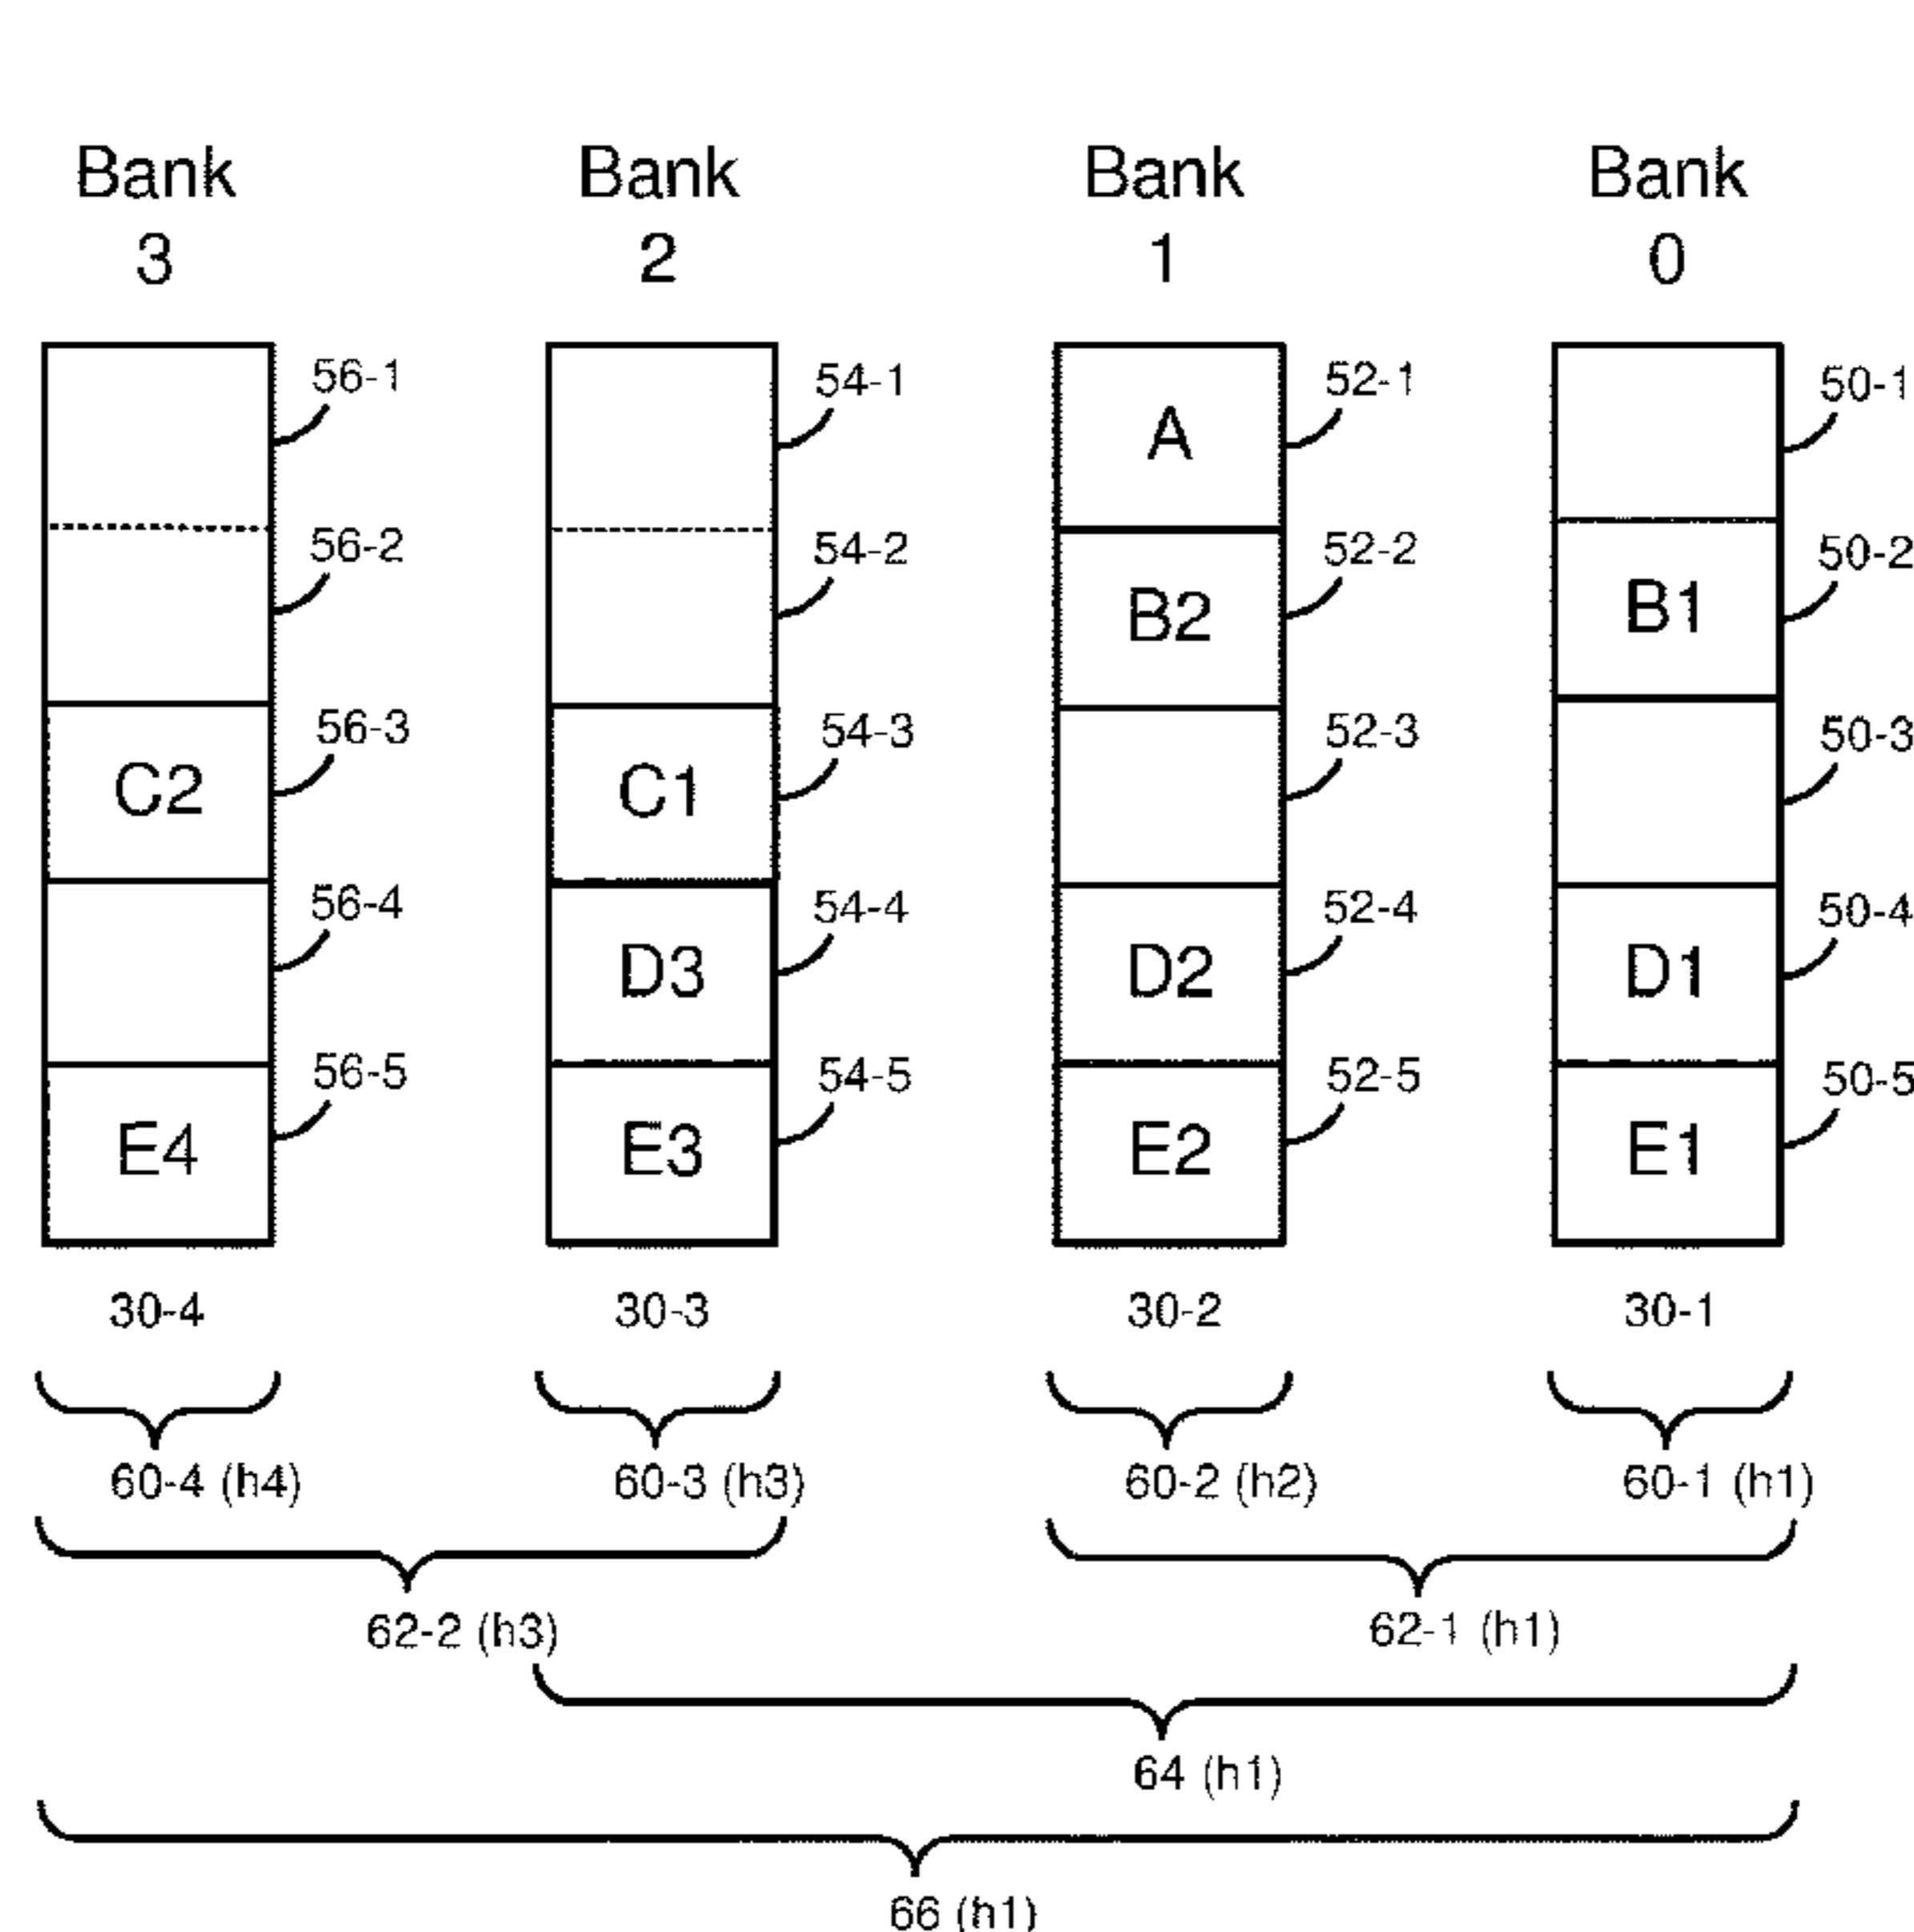 Bank Bank Bank Bank
3 2 1 0
56-1 54-1 52-1 50-1
A
56-2 54-2 52-2 50-2
B2 B1
56-3 54-3 52-3 50-3
C2 C1
56-4 54-4 52-4 50-4
D3 D2 D1
56-5 54-5 52-5 50-5
E4 E3 E2 E1
30-4 30-3 30-2 30-1
60-4 (h4) 60-3 (h3) 60-2 (h2) 60-1 (h1)
62-2 (h3) 62-1 (h1)
64 (h1)
66 (h1)